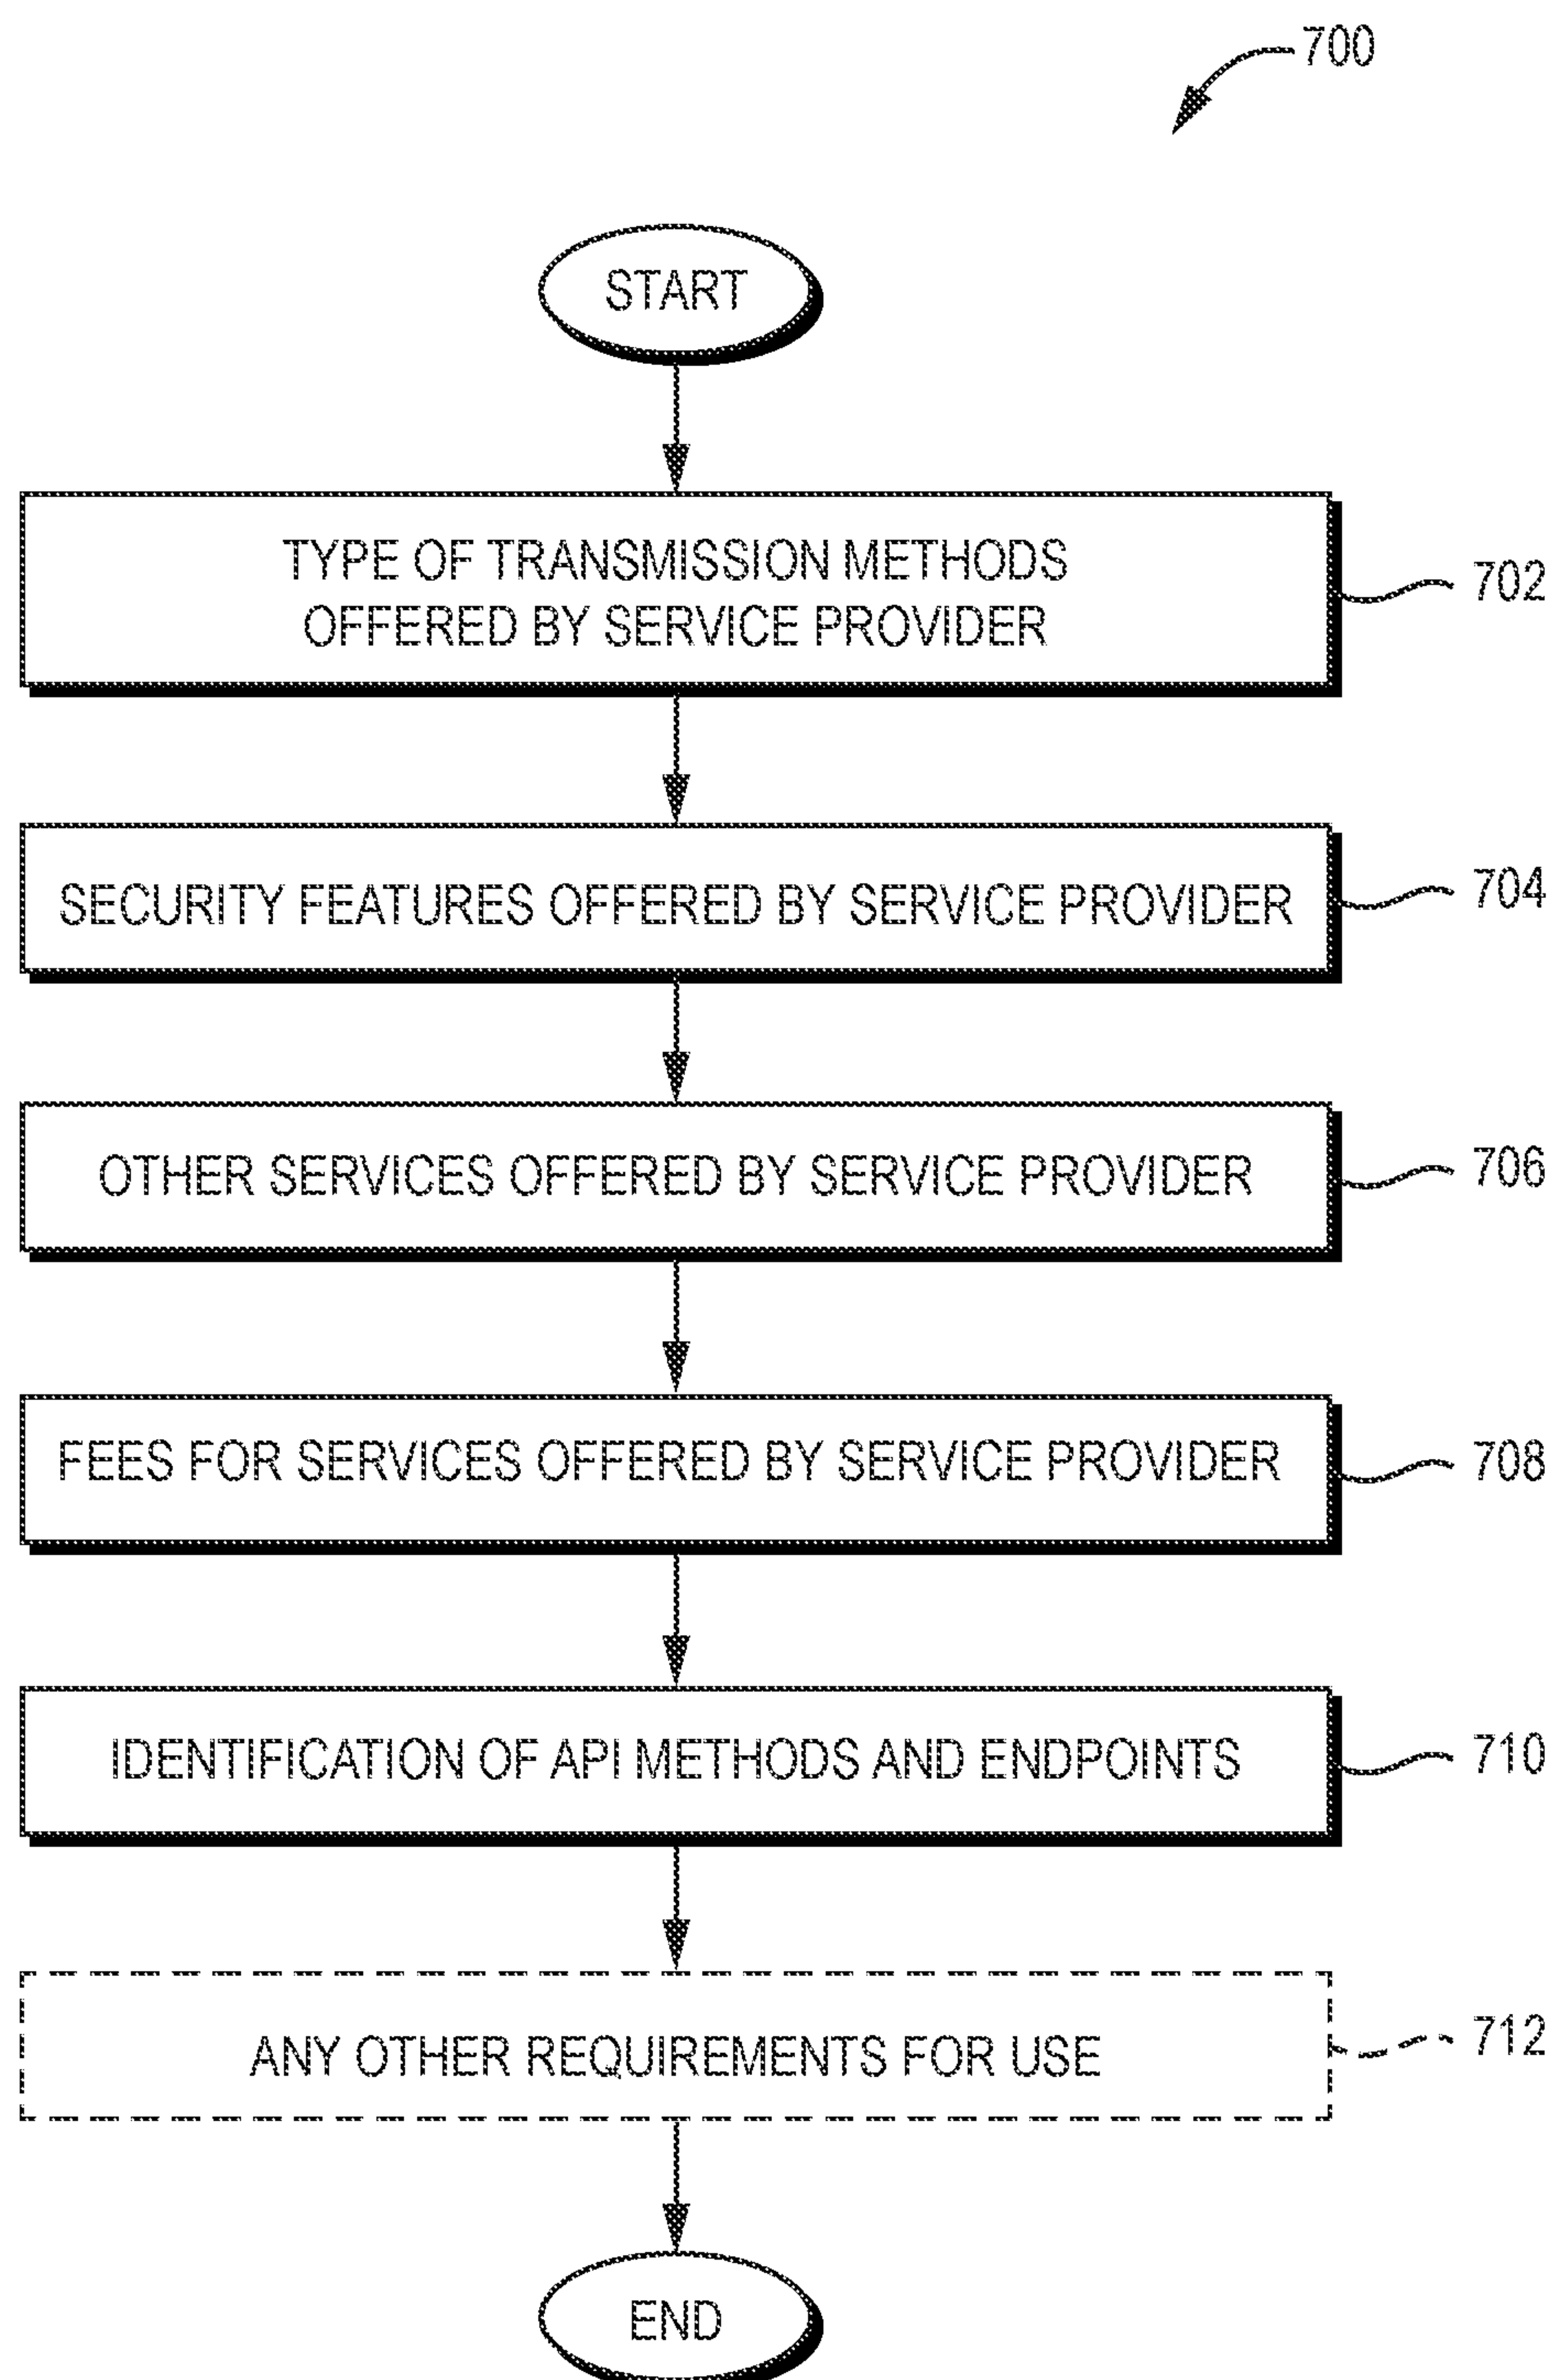 700
START
TYPE OF TRANSMISSION METHODS
OFFERED BY SERVICE PROVIDER
702
SECURITY FEATURES OFFERED BY SERVICE PROVIDER
704
OTHER SERVICES OFFERED BY SERVICE PROVIDER
706
FEES FOR SERVICES OFFERED BY SERVICE PROVIDER
708
IDENTIFICATION OF API METHODS AND ENDPOINTS
710
ANY OTHER REQUIREMENTS FOR USE
712
END